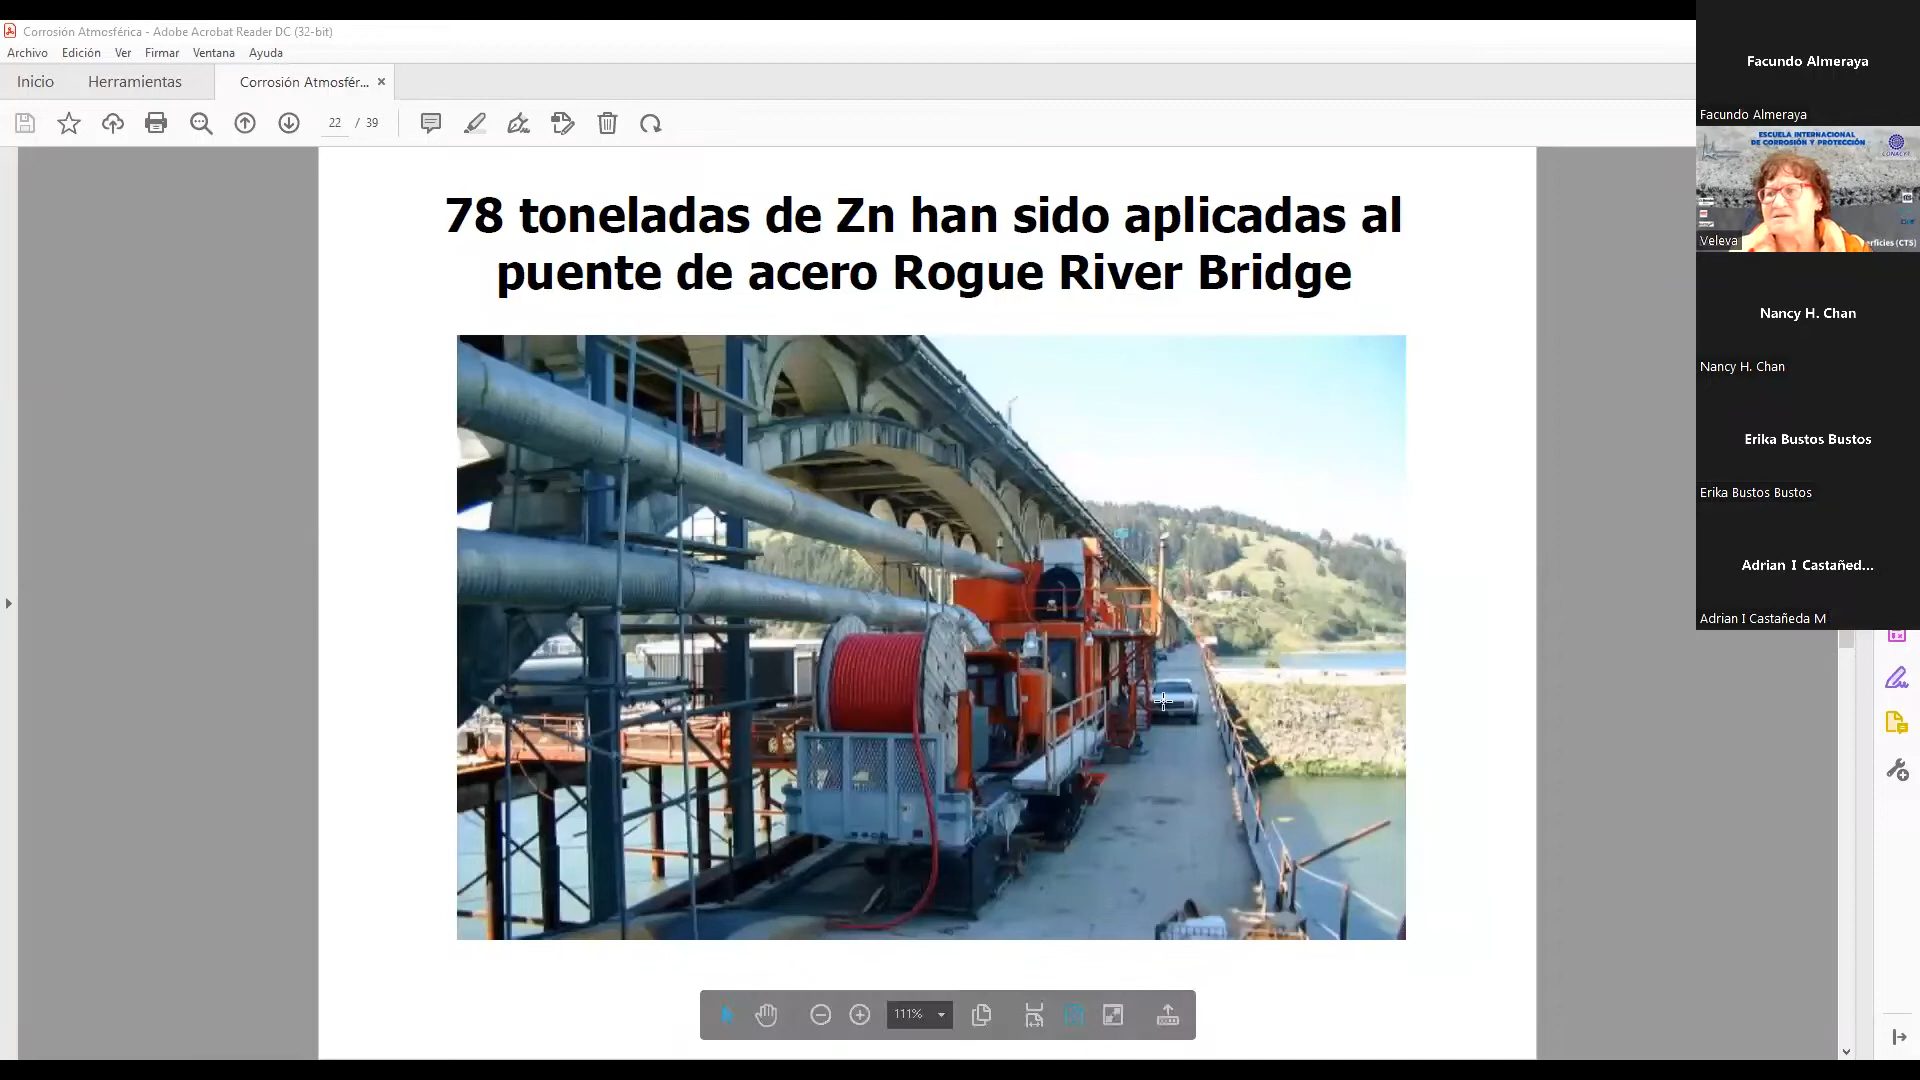 Corrosión Atmosférica - Adobe Acrobat Reader DC (32-bit)
Archivo Edición Ver Firmar Ventana Ayuda
Inicio Herramientas Corrosión Atmosfér... ×
22 / 39
78 toneladas de Zn han sido aplicadas al
puente de acero Rogue River Bridge
111%
Facundo Almeraya
Facundo Almeraya
ESCUELA INTERNACIONAL
DE CORROSIÓN Y PROTECCIÓN
CONACYT
Veleva
erficies (CTS)
Nancy H. Chan
Nancy H. Chan
Erika Bustos Bustos
Erika Bustos Bustos
Adrian I Castañed...
Adrian I Castañeda M